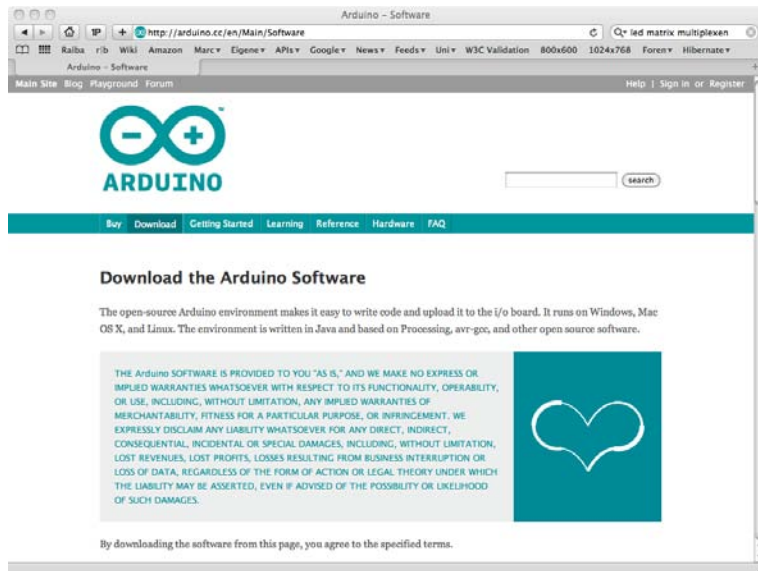 Arduino – Software
1P + http://arduino.cc/en/Main/Software led matrix multiplexen
Raiba rib Wiki Amazon Marc Eigene APIs Google News Feeds Uni W3C Validation 800x600 1024x768 Foren Hibernate
Arduino – Software
Main Site Blog Playground Forum Help | Sign in or Register
TM
ARDUINO
search
Buy Download Getting Started Learning Reference Hardware FAQ
Download the Arduino Software
The open-source Arduino environment makes it easy to write code and upload it to the i/o board. It runs on Windows, Mac
OS X, and Linux. The environment is written in Java and based on Processing, avr-gcc, and other open source software.
THE Arduino SOFTWARE IS PROVIDED TO YOU "AS IS," AND WE MAKE NO EXPRESS OR
IMPLIED WARRANTIES WHATSOEVER WITH RESPECT TO ITS FUNCTIONALITY, OPERABILITY,
OR USE, INCLUDING, WITHOUT LIMITATION, ANY IMPLIED WARRANTIES OF
MERCHANTABILITY, FITNESS FOR A PARTICULAR PURPOSE, OR INFRINGEMENT. WE
EXPRESSLY DISCLAIM ANY LIABILITY WHATSOEVER FOR ANY DIRECT, INDIRECT,
CONSEQUENTIAL, INCIDENTAL OR SPECIAL DAMAGES, INCLUDING, WITHOUT LIMITATION,
LOST REVENUES, LOST PROFITS, LOSSES RESULTING FROM BUSINESS INTERRUPTION OR
LOSS OF DATA, REGARDLESS OF THE FORM OF ACTION OR LEGAL THEORY UNDER WHICH
THE LIABILITY MAY BE ASSERTED, EVEN IF ADVISED OF THE POSSIBILITY OR LIKELIHOOD
OF SUCH DAMAGES.
By downloading the software from this page, you agree to the specified terms.